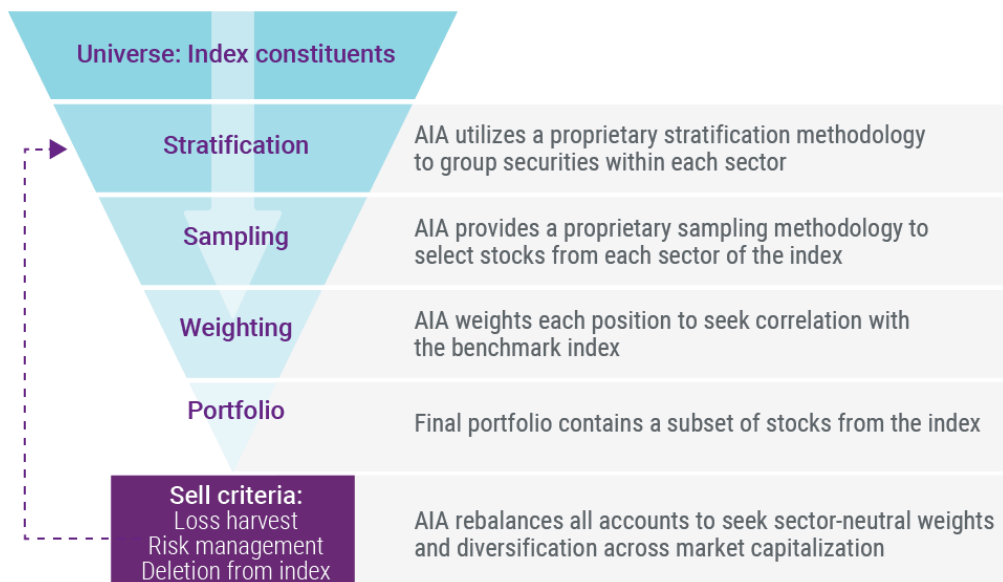 Universe: Index constituents
Stratification
AIA utilizes a proprietary stratification methodology
to group securities within each sector
Sampling
AIA provides a proprietary sampling methodology to
select stocks from each sector of the index
Weighting
AIA weights each position to seek correlation with
the benchmark index
Portfolio
Final portfolio contains a subset of stocks from the index
Sell criteria:
Loss harvest
Risk management
Deletion from index
AIA rebalances all accounts to seek sector-neutral weights
and diversification across market capitalization